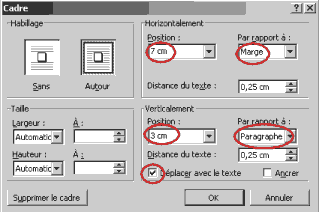 Cadre
Habillage
Sans
Autour
Horizontalement
Position :
Par rapport à :
7 cm
Marge
Distance du texte :
0,25 cm
Taille
Largeur :
À :
Automatic
Hauteur :
À :
Automatic
Verticalement
Position :
Par rapport à :
3 cm
Paragraphe
Distance du texte :
0,25 cm
Déplacer avec le texte
Ancrer
Supprimer le cadre
OK
Annuler